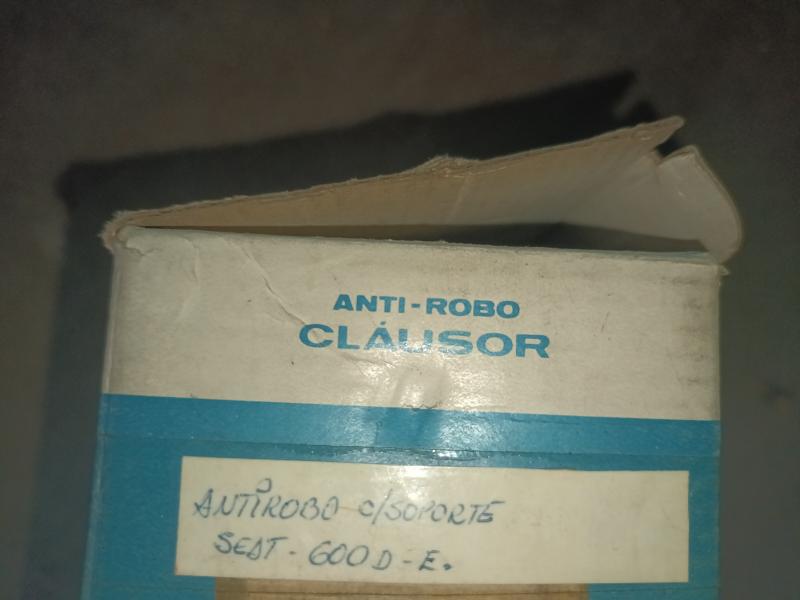 ANTI-ROBO
CLÁUSOR
ANTIROBO C/SOPORTE
SEAT - 600 D - E.